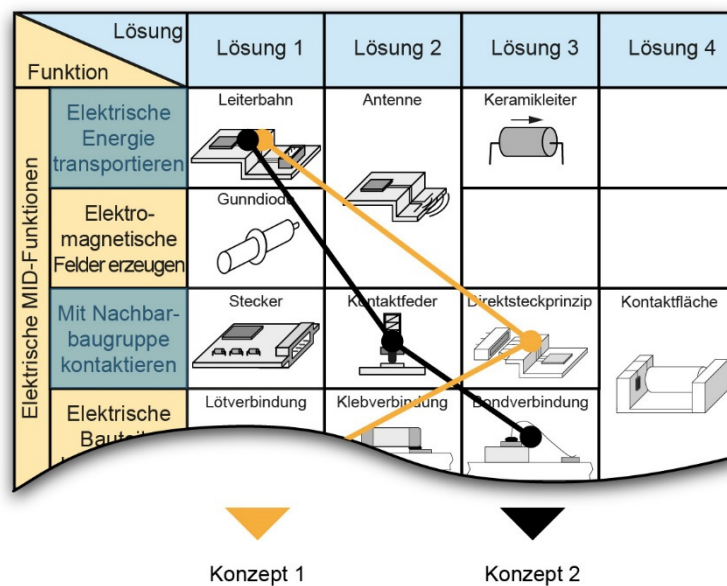 Lösung
Funktion
Lösung 1
Lösung 2
Lösung 3
Lösung 4
Elektrische MID-Funktionen
Elektrische
Energie
transportieren
Leiterbahn
Antenne
Keramikleiter
Elektro-
magnetische
Felder erzeugen
Gunndiode
Mit Nachbar-
baugruppe
kontaktieren
Stecker
Kontaktfeder
Direktsteckprinzip
Kontaktfläche
Elektrische
Lötverbindung
Klebverbindung
Bondverbindung
Konzept 1
Konzept 2